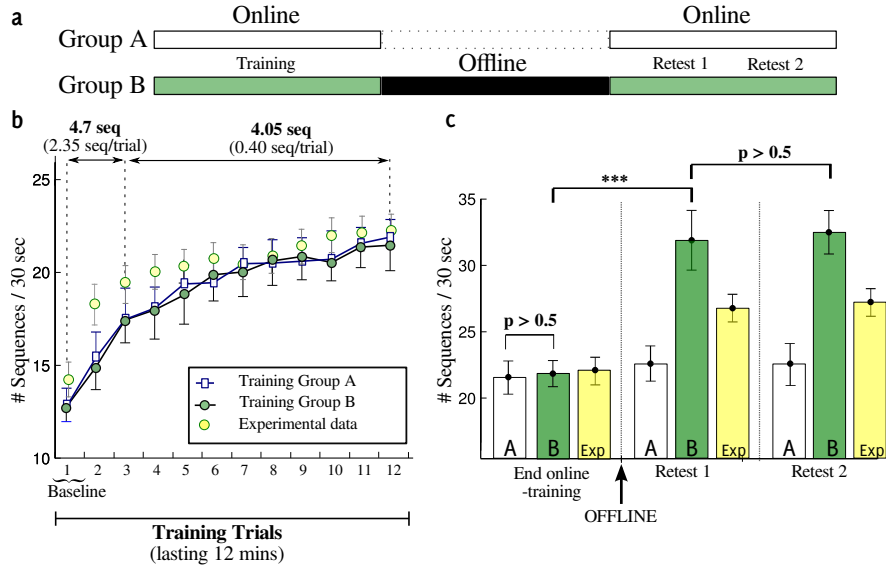 a
Online
Online
Group A
Training
Offline
Retest 1
Retest 2
Group B
b
4.7 seq
(2.35 seq/trial)
4.05 seq
(0.40 seq/trial)
# Sequences / 30 sec
25
20
15
10
Training Group A
Training Group B
Experimental data
1 2 3 4 5 6 7 8 9 10 11 12
Baseline
Training Trials
(lasting 12 mins)
c
p > 0.5
***
p > 0.5
# Sequences / 30 sec
35
31
26
22
A B Exp A B Exp A B Exp
End online
-training
Retest 1
Retest 2
OFFLINE